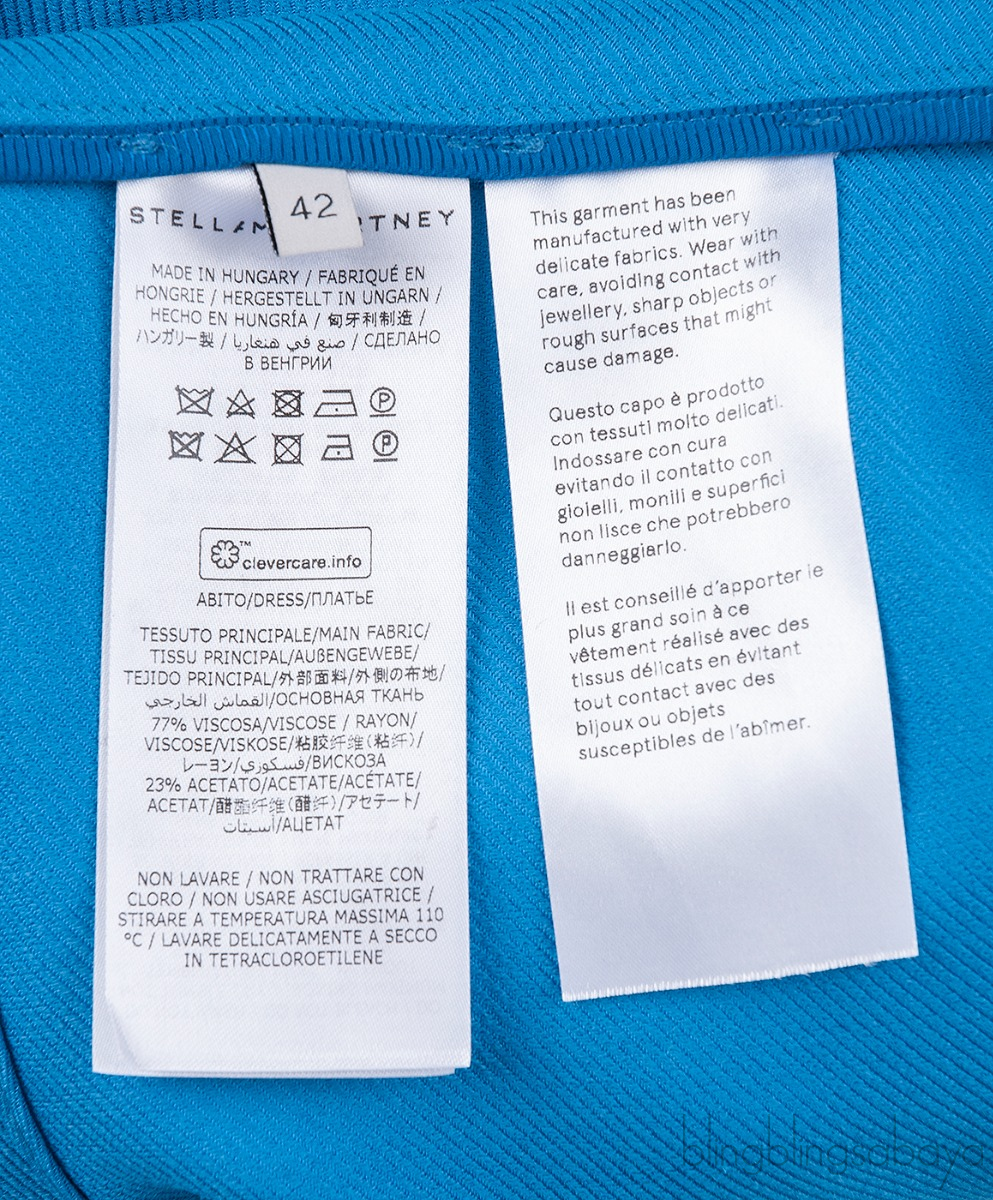 42
STELLA M RTNEY
MADE IN HUNGARY / FABRIQUÉ EN
HONGRIE / HERGESTELLT IN UNGARN /
HECHO EN HUNGRÍA / 匈牙利制造 /
ハンガリー製 / صنع في هنغاريا / СДЕЛАНО
В ВЕНГРИИ
P
P
™
clevercare.info
ABITO/DRESS/ПЛАТЬЕ
TESSUTO PRINCIPALE/MAIN FABRIC/
TISSU PRINCIPAL/AUßENGEWEBE/
TEJIDO PRINCIPAL/外部面料/外側の布地/
القماش الخارجي/ОСНОВНАЯ ТКАНЬ
77% VISCOSA/VISCOSE / RAYON/
VISCOSE/VISKOSE/粘胶纤维(粘纤)/
レーヨン/فسكوزي/ВИСКОЗА
23% ACETATO/ACETATE/ACÉTATE/
ACETAT/醋酯纤维(醋纤)/アセテート/
أسيتات/АЦЕТАТ
NON LAVARE / NON TRATTARE CON
CLORO / NON USARE ASCIUGATRICE /
STIRARE A TEMPERATURA MASSIMA 110
°C / LAVARE DELICATAMENTE A SECCO
IN TETRACLOROETILENE
This garment has been
manufactured with very
delicate fabrics. Wear with
care, avoiding contact with
jewellery, sharp objects or
rough surfaces that might
cause damage.
Questo capo è prodotto
con tessuti molto delicati.
Indossare con cura
evitando il contatto con
gioielli, monili e superfici
non lisce che potrebbero
danneggiarlo.
Il est conseillé d'apporter le
plus grand soin à ce
vêtement réalisé avec des
tissus délicats en évitant
tout contact avec des
bijoux ou objets
susceptibles de l'abîmer.
blingblingsabaya